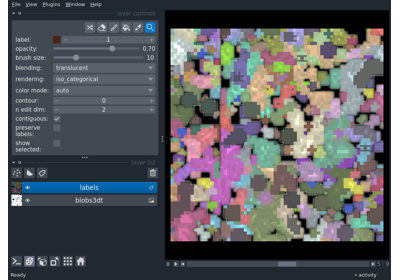 File View Plugins Window Help
layer controls
label: 1
opacity: 0.70
brush size: 10
blending: translucent
rendering: iso_categorical
color mode: auto
contour: 0
n edit dim: 2
contiguous:
preserve
labels:
show
selected:
layer list
labels
blobs3dt
activity